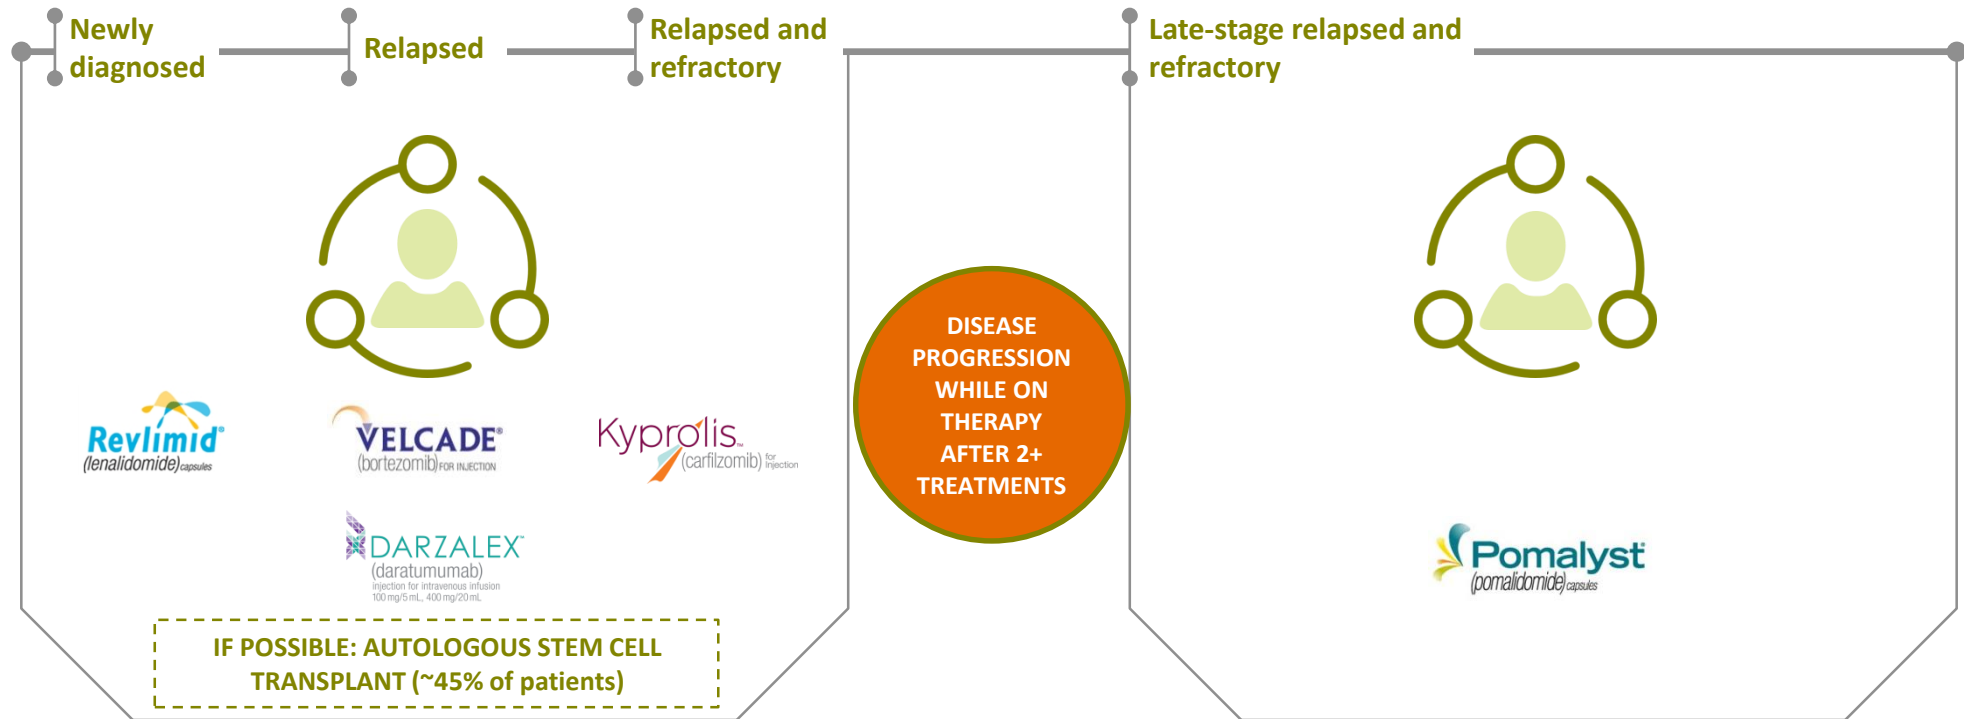 Newly
diagnosed
Relapsed
Relapsed and
refractory
Late-stage relapsed and
refractory
Revlimid®
(lenalidomide) capsules
VELCADE®
(bortezomib) FOR INJECTION
Kyprolis™
(carfilzomib) for Injection
DARZALEX™
(daratumumab)
injection for intravenous infusion
100 mg/5 mL, 400 mg/20 mL
IF POSSIBLE: AUTOLOGOUS STEM CELL
TRANSPLANT (~45% of patients)
DISEASE
PROGRESSION
WHILE ON
THERAPY
AFTER 2+
TREATMENTS
Pomalyst®
(pomalidomide) capsules